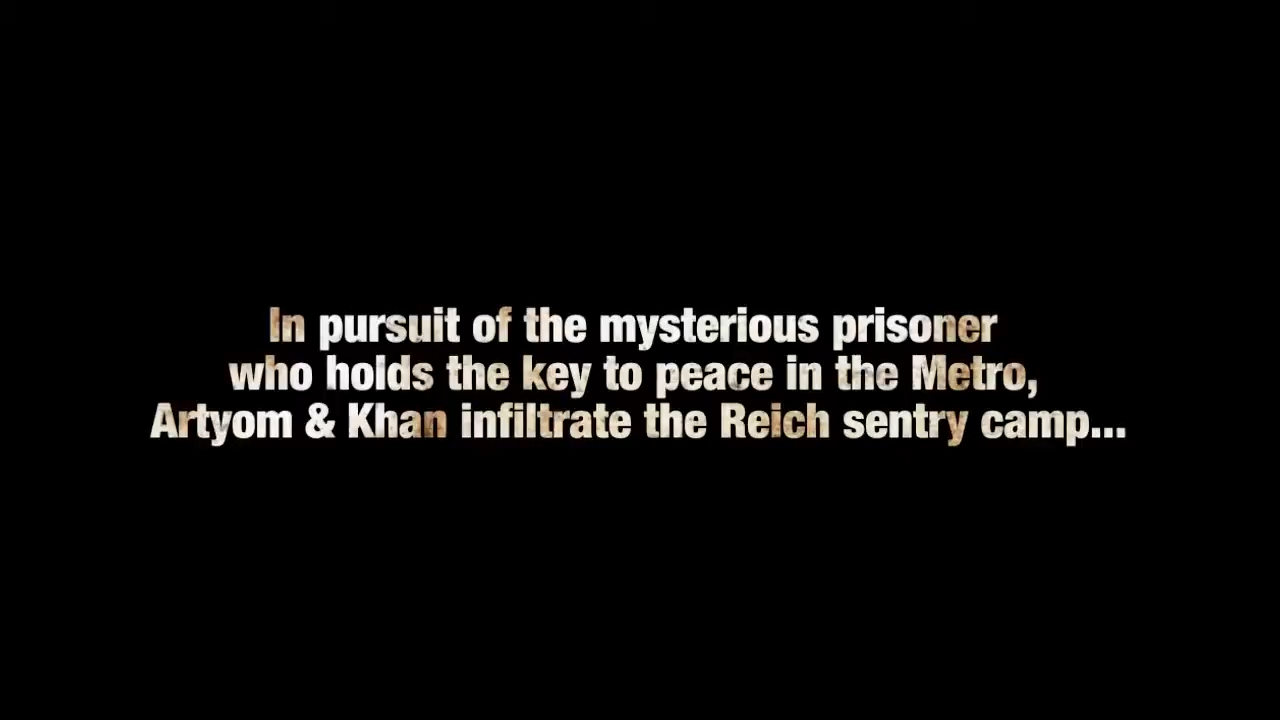 In pursuit of the mysterious prisoner
who holds the key to peace in the Metro,
Artyom & Khan infiltrate the Reich sentry camp...